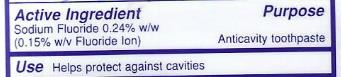 Active Ingredient Purpose
Sodium Fluoride 0.24% w/w
(0.15% w/v Fluoride Ion) Anticavity toothpaste
Use Helps protect against cavities